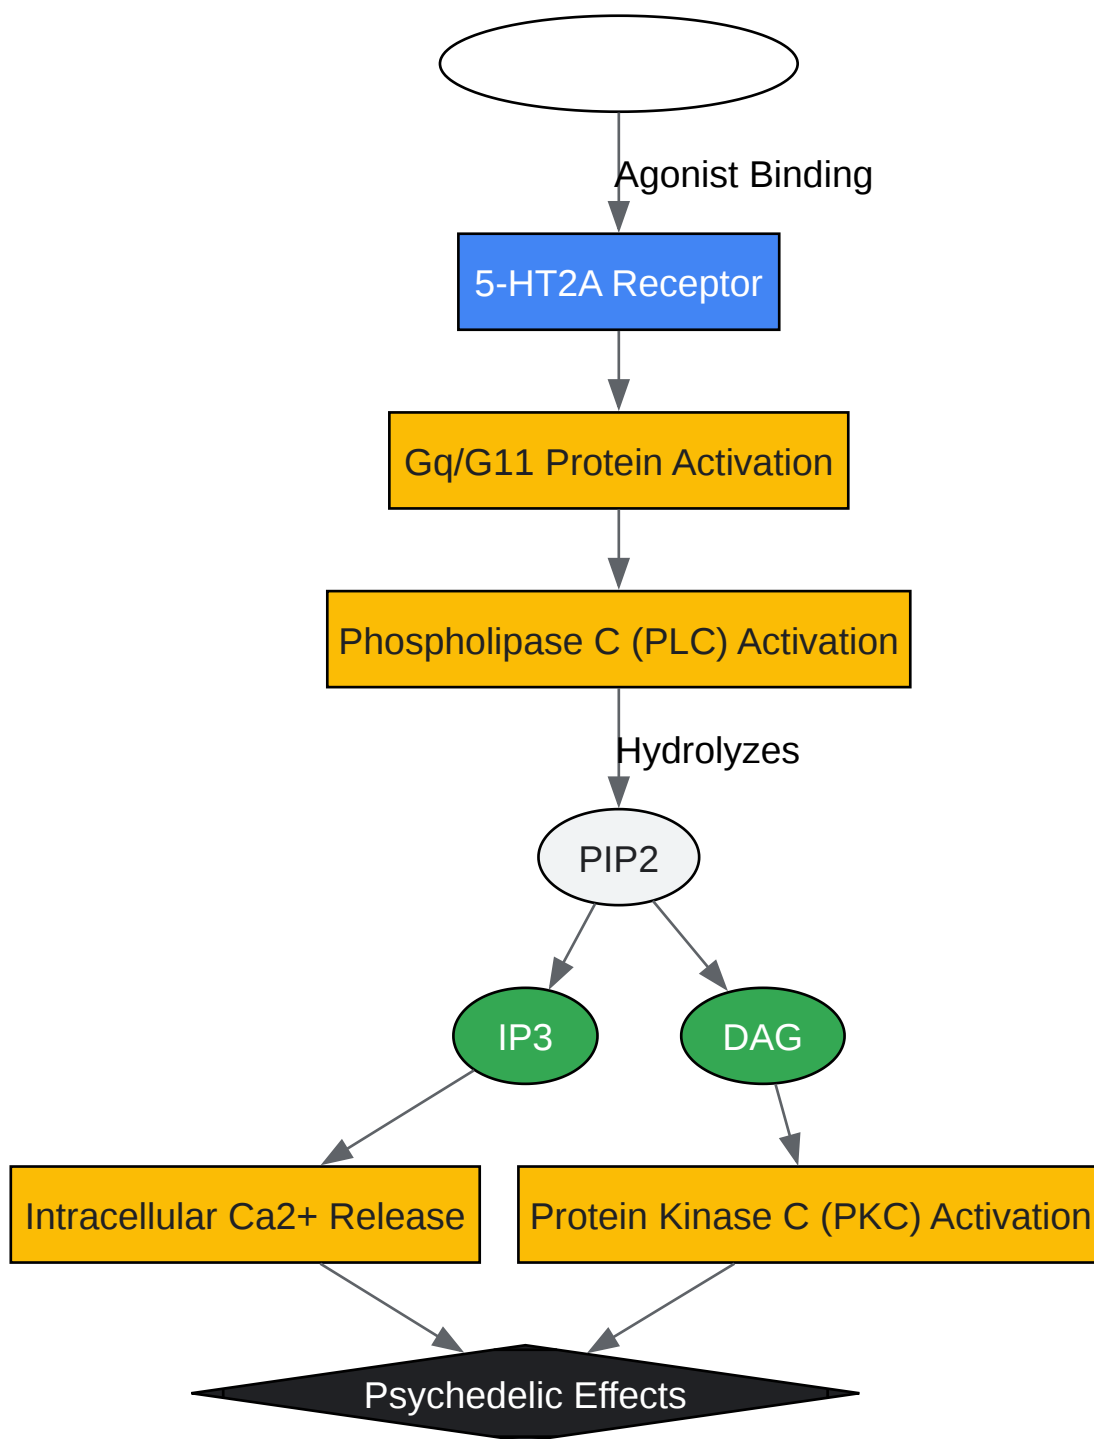 Agonist Binding
5-HT2A Receptor
Gq/G11 Protein Activation
Phospholipase C (PLC) Activation
Hydrolyzes
PIP2
IP3
DAG
Intracellular Ca2+ Release
Protein Kinase C (PKC) Activation
Psychedelic Effects